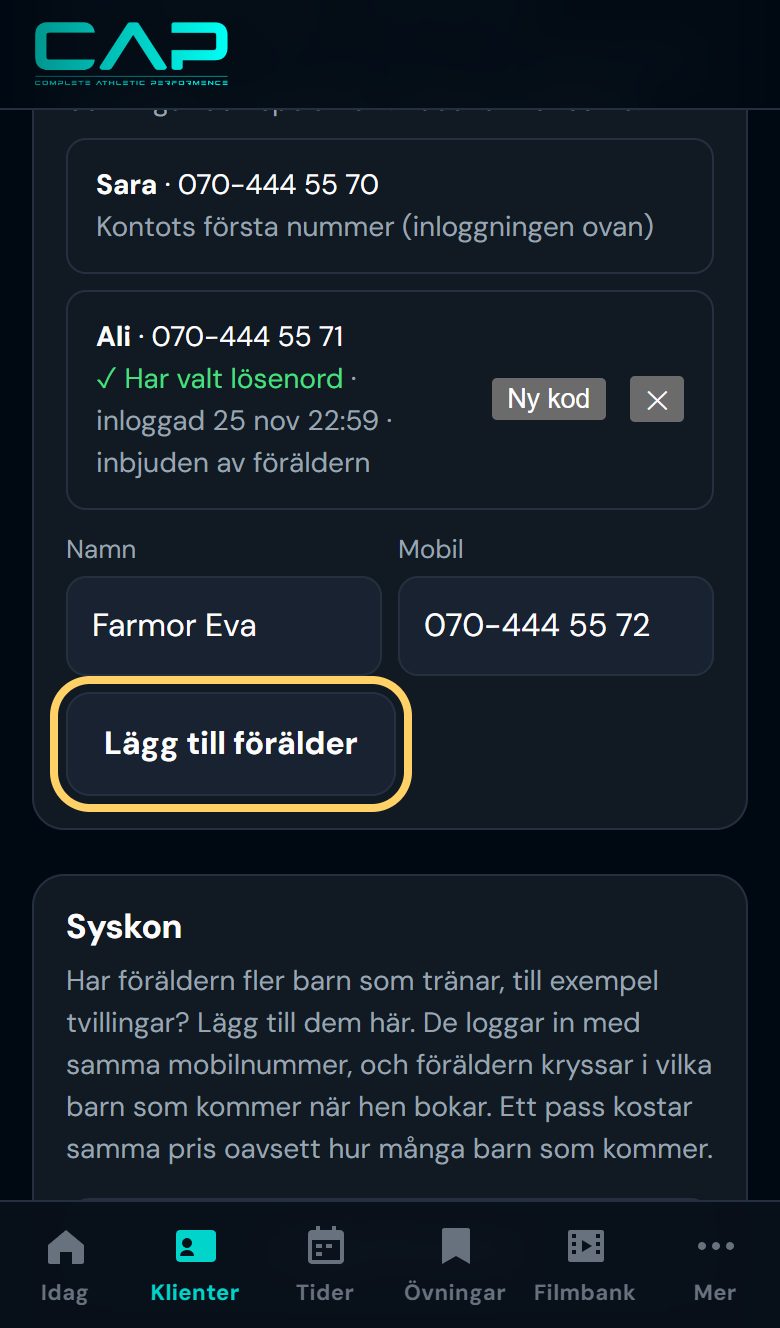 CAP
COMPLETE ATHLETIC PERFORMENCE
Sara · 070-444 55 70
Kontots första nummer (inloggningen ovan)
Ali · 070-444 55 71
✓ Har valt lösenord ·
inloggad 25 nov 22:59 ·
inbjuden av föräldern
Ny kod
×
Namn
Mobil
Farmor Eva
070-444 55 72
Lägg till förälder
Syskon
Har föräldern fler barn som tränar, till exempel
tvillingar? Lägg till dem här. De loggar in med
samma mobilnummer, och föräldern kryssar i vilka
barn som kommer när hen bokar. Ett pass kostar
samma pris oavsett hur många barn som kommer.
Idag
Klienter
Tider
Övningar
Filmbank
Mer